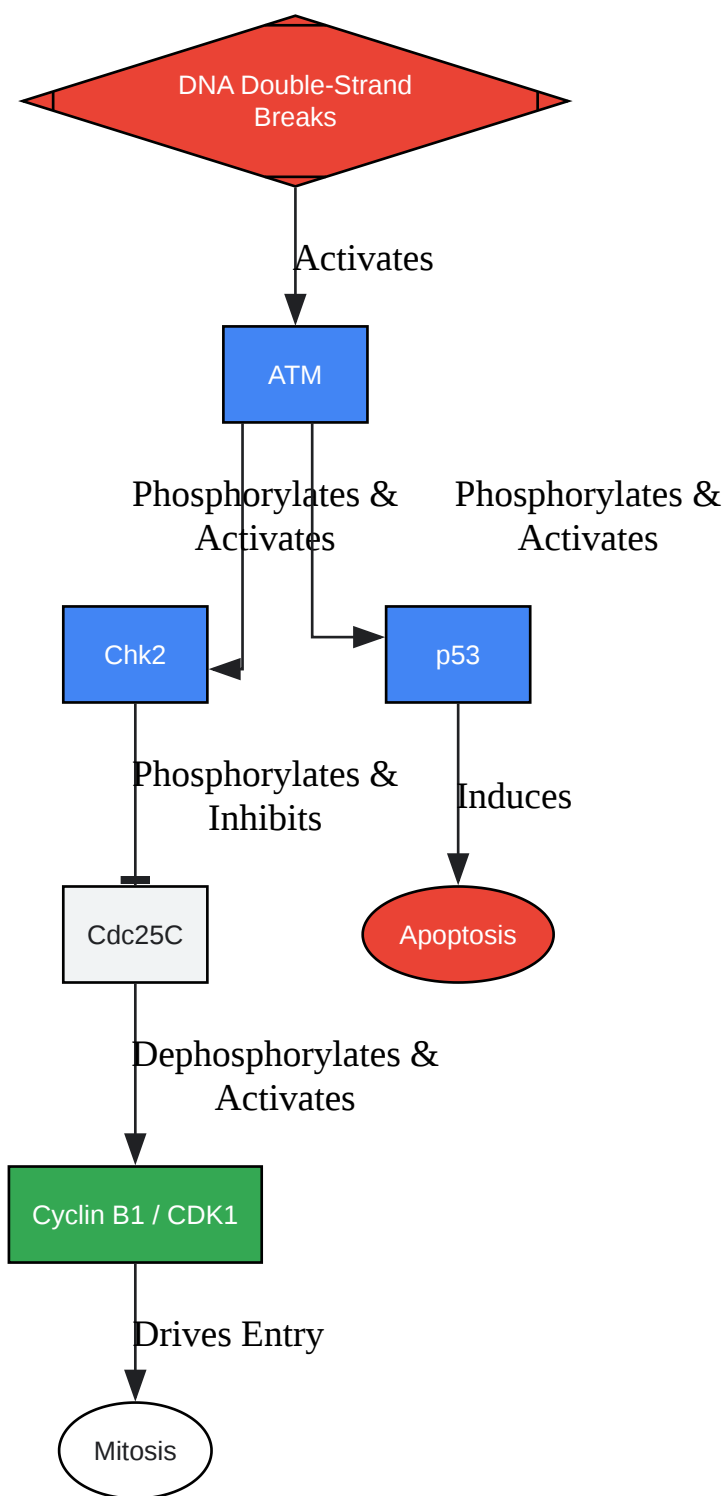 DNA Double-Strand
Breaks
Activates
ATM
Phosphorylates &
Activates
Phosphorylates &
Activates
Chk2
p53
Phosphorylates &
Inhibits
Induces
Cdc25C
Apoptosis
Dephosphorylates &
Activates
Cyclin B1 / CDK1
Drives Entry
Mitosis